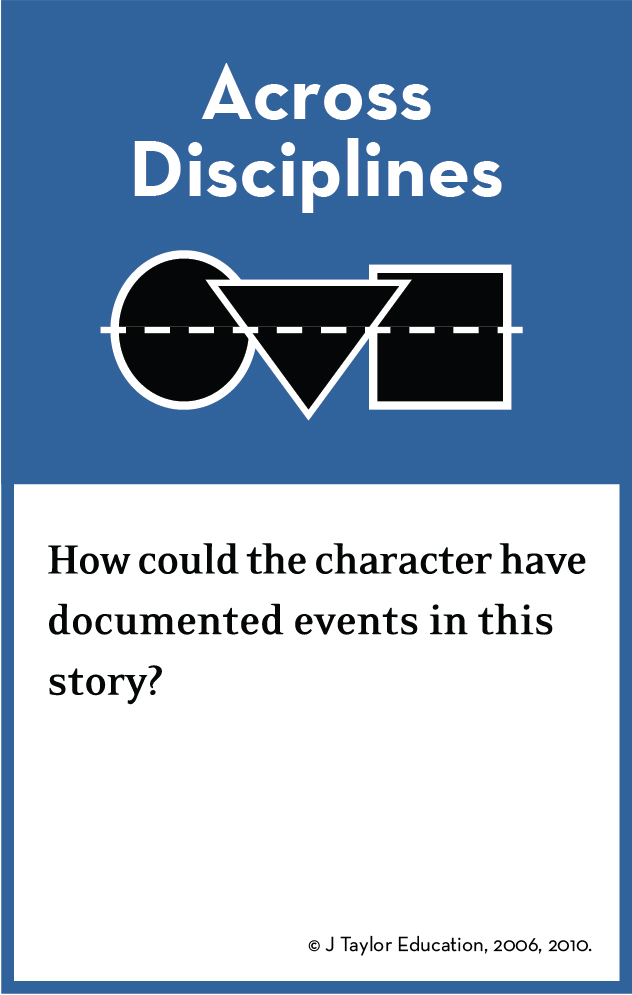 Across
Disciplines
How could the character have
documented events in this
story?
© J Taylor Education, 2006, 2010.